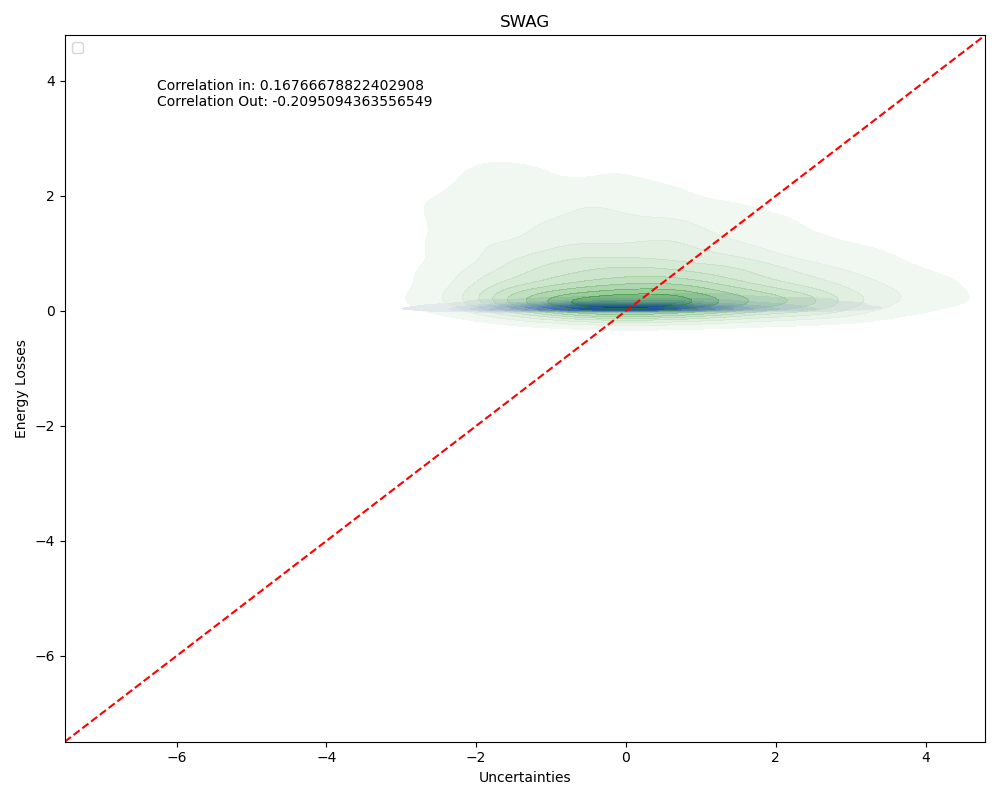 SWAG
Correlation in: 0.16766678822402908
Correlation Out: -0.2095094363556549
4
2
0
−2
−4
−6
Energy Losses
−6
−4
−2
0
2
4
Uncertainties